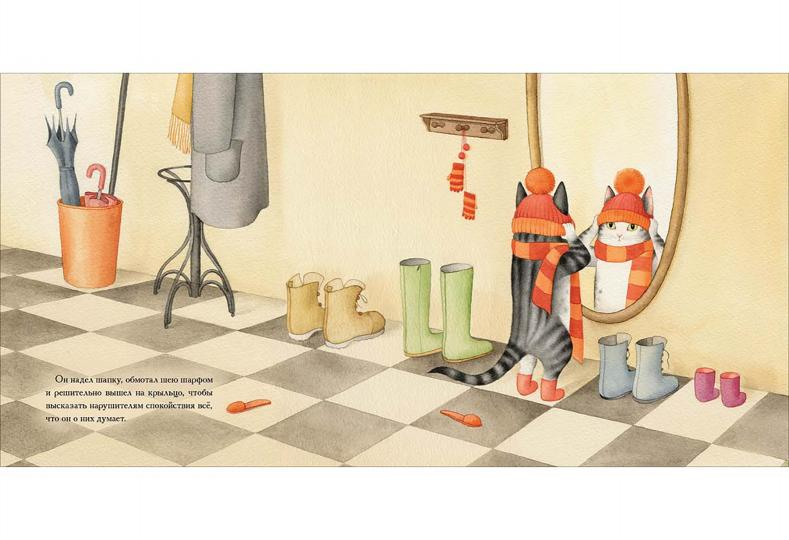 Он надел шапку, обмотал шею шарфом
и решительно вышел на крыльцо, чтобы
высказать нарушителям спокойствия всё,
что он о них думает.